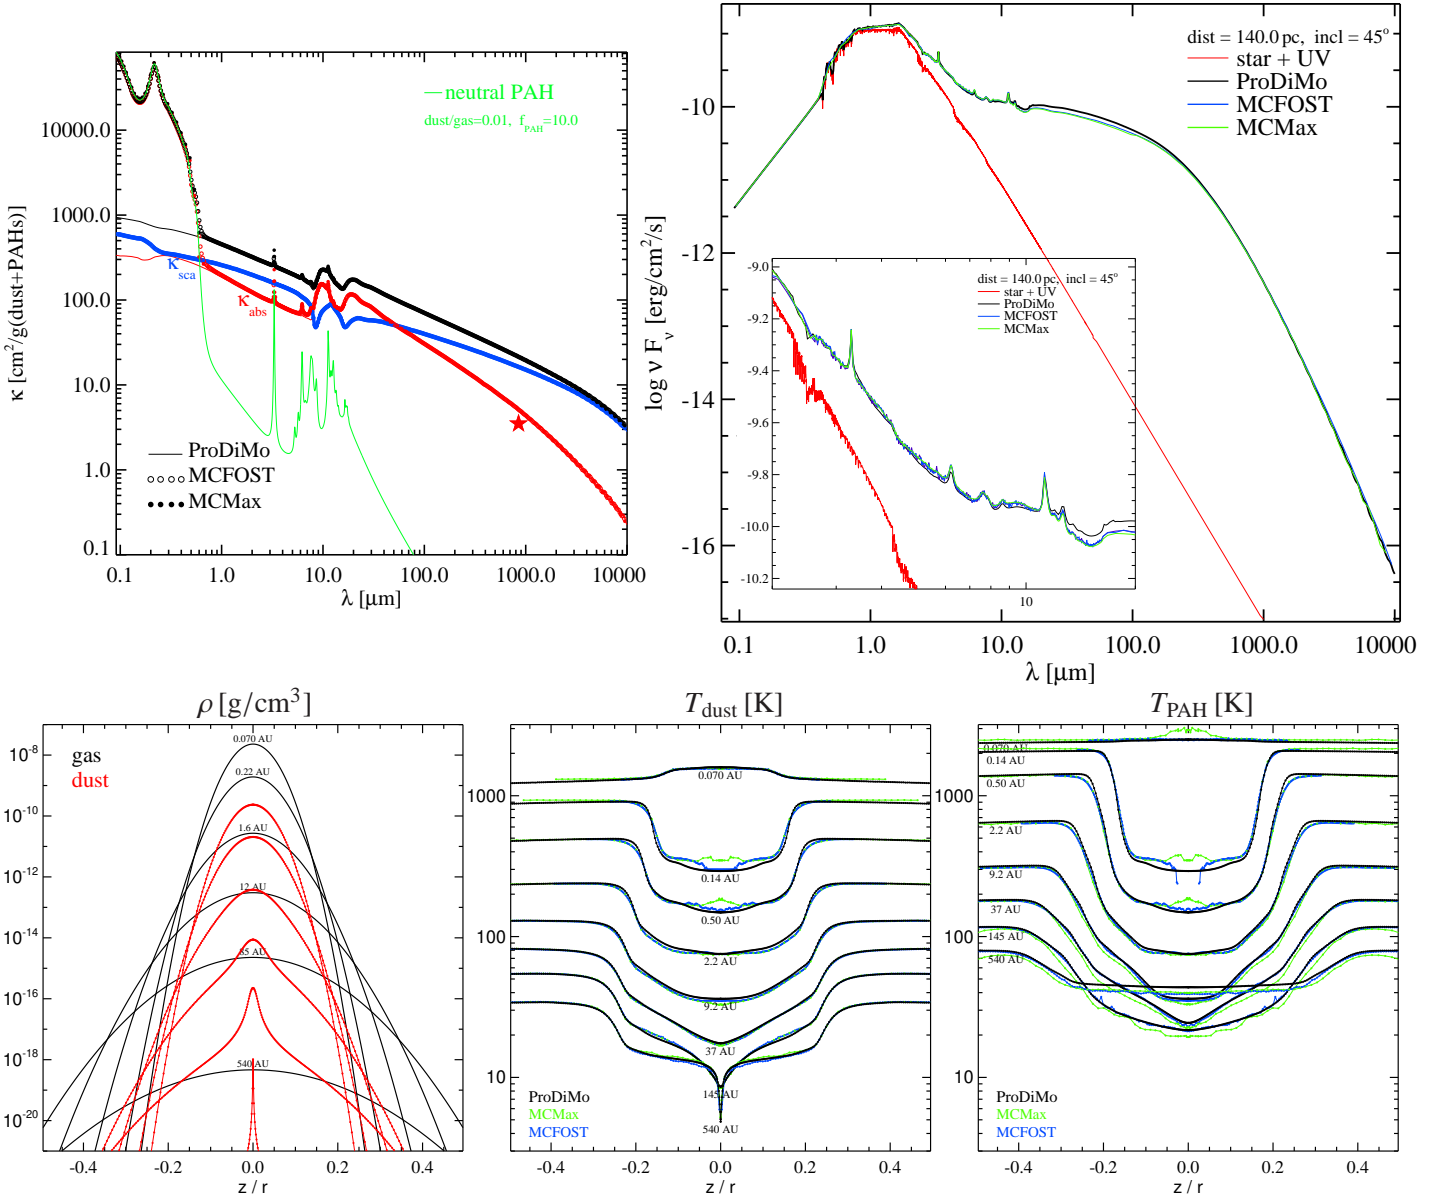 neutral PAH
dust/gas=0.01, f_PAH=10.0
κ [cm²/g(dust+PAHs)]
10000.0
1000.0
100.0
10.0
1.0
0.1
κ_sca
κ_abs
ProDiMo
MCFOST
MCMax
0.1 1.0 10.0 100.0 1000.0 10000
λ [μm]
dist = 140.0 pc, incl = 45°
star + UV
ProDiMo
MCFOST
MCMax
log ν F_ν [erg/cm²/s]
-10
-12
-14
-16
0.1 1.0 10.0 100.0 1000.0 10000.0
λ [μm]
dist = 140.0 pc, incl = 45°
star + UV
ProDiMo
MCFOST
MCMax
-9.0
-9.2
-9.4
-9.6
-9.8
-10.0
-10.2
10
ρ [g/cm³]
gas
dust
10⁻⁸
10⁻¹⁰
10⁻¹²
10⁻¹⁴
10⁻¹⁶
10⁻¹⁸
10⁻²⁰
0.070 AU
0.22 AU
1.6 AU
12 AU
85 AU
540 AU
-0.4 -0.2 0.0 0.2 0.4
z / r
T_dust [K]
1000
100
10
0.070 AU
0.14 AU
0.50 AU
2.2 AU
9.2 AU
37 AU
145 AU
540 AU
ProDiMo
MCMax
MCFOST
-0.4 -0.2 0.0 0.2 0.4
z / r
T_PAH [K]
1000
100
10
0.070 AU
0.14 AU
0.50 AU
2.2 AU
9.2 AU
37 AU
145 AU
540 AU
ProDiMo
MCMax
MCFOST
-0.4 -0.2 0.0 0.2 0.4
z / r